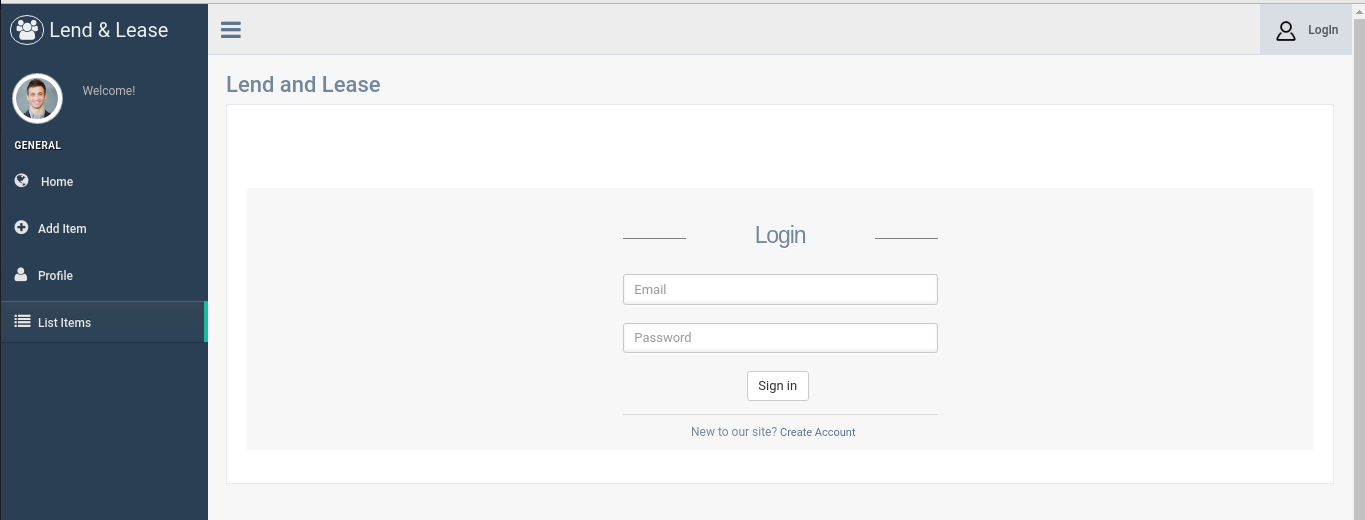 Lend & Lease
Login
Welcome!
Lend and Lease
GENERAL
Home
Add Item
Profile
List Items
Login
Email
Password
Sign in
New to our site? Create Account